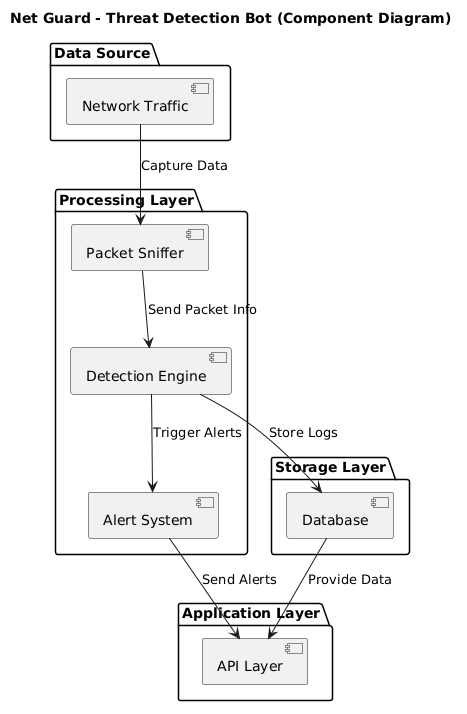 Net Guard - Threat Detection Bot (Component Diagram)
Data Source
Network Traffic
Capture Data
Processing Layer
Packet Sniffer
Send Packet Info
Detection Engine
Trigger Alerts
Store Logs
Storage Layer
Alert System
Database
Send Alerts
Provide Data
Application Layer
API Layer